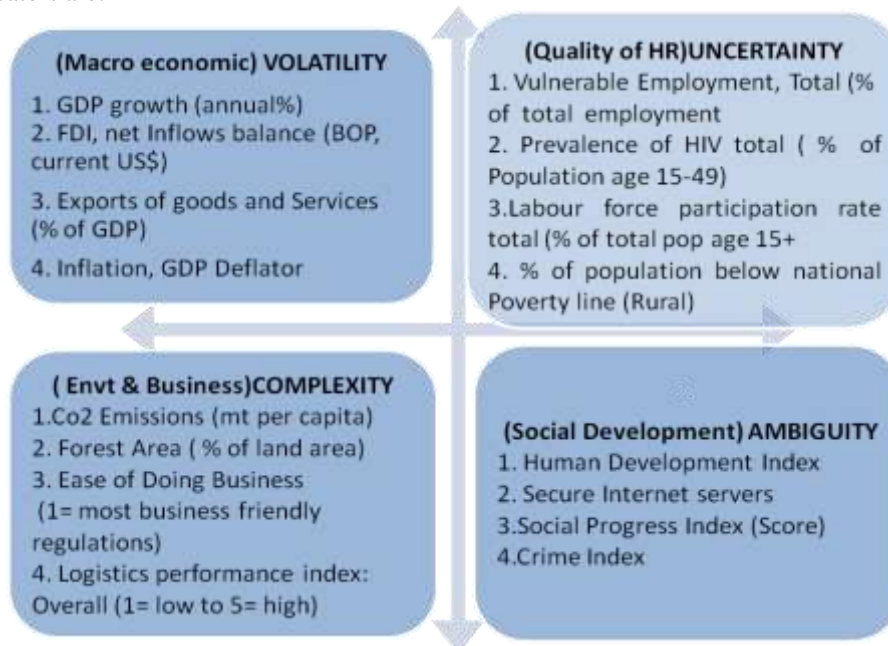 (Macro economic) VOLATILITY
1. GDP growth (annual%)
2. FDI, net Inflows balance (BOP,
current US$)
3. Exports of goods and Services
(% of GDP)
4. Inflation, GDP Deflator
(Quality of HR)UNCERTAINTY
1. Vulnerable Employment, Total (%
of total employment
2. Prevalence of HIV total ( % of
Population age 15-49)
3.Labour force participation rate
total (% of total pop age 15+
4. % of population below national
Poverty line (Rural)
( Envt & Business)COMPLEXITY
1.Co2 Emissions (mt per capita)
2. Forest Area ( % of land area)
3. Ease of Doing Business
(1= most business friendly
regulations)
4. Logistics performance index:
Overall (1= low to 5= high)
(Social Development) AMBIGUITY
1. Human Development Index
2. Secure Internet servers
3.Social Progress Index (Score)
4.Crime Index